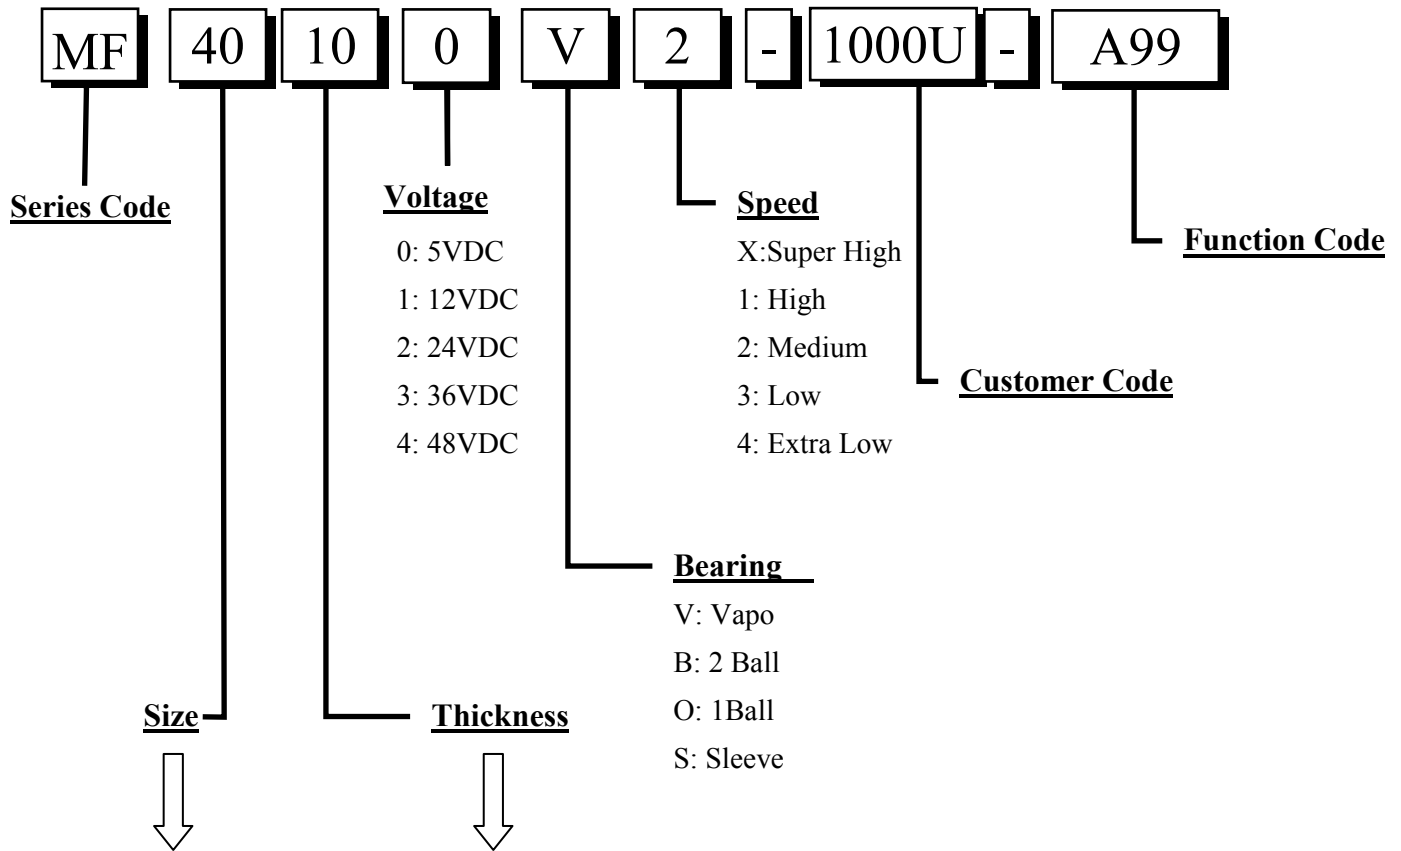 MF 40 10 0 V 2 - 1000U - A99
Series Code
Voltage
0: 5VDC
1: 12VDC
2: 24VDC
3: 36VDC
4: 48VDC
Speed
X:Super High
1: High
2: Medium
3: Low
4: Extra Low
Function Code
Customer Code
Bearing
V: Vapo
B: 2 Ball
O: 1Ball
S: Sleeve
Size
Thickness